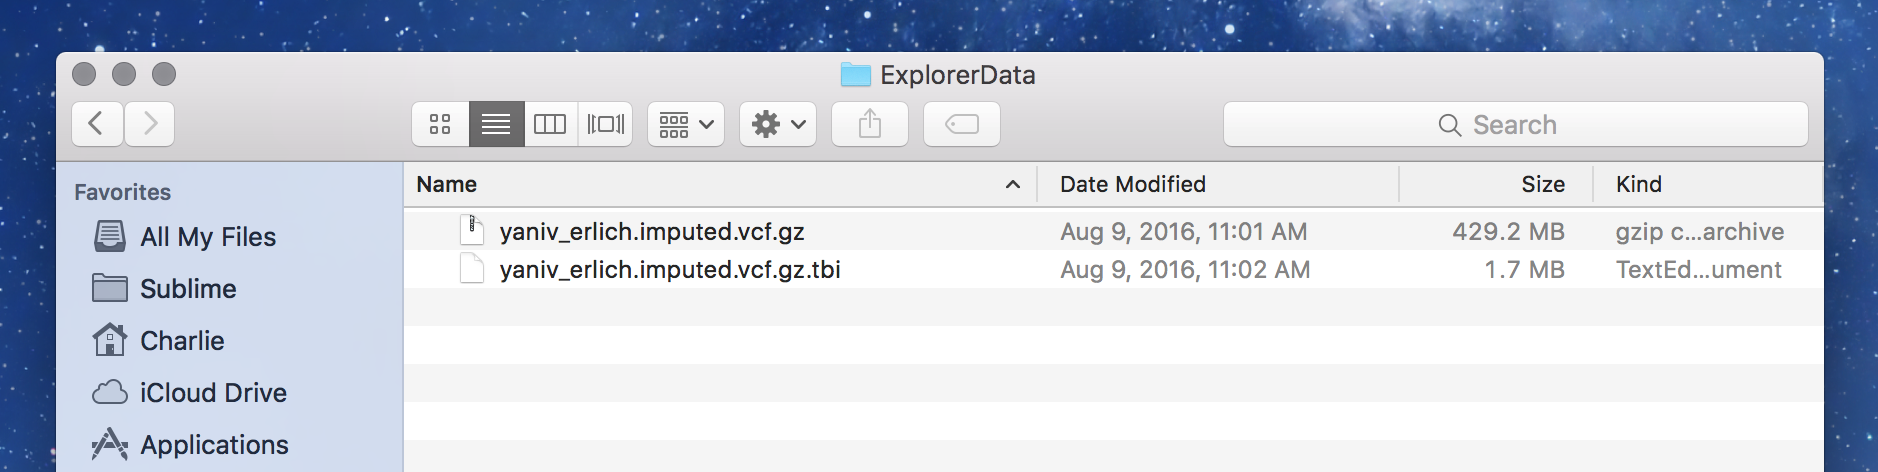 ExplorerData
Search
Favorites
All My Files
Sublime
Charlie
iCloud Drive
Applications
Name Date Modified Size Kind
yaniv_erlich.imputed.vcf.gz Aug 9, 2016, 11:01 AM 429.2 MB gzip c...archive
yaniv_erlich.imputed.vcf.gz.tbi Aug 9, 2016, 11:02 AM 1.7 MB TextEd...ument